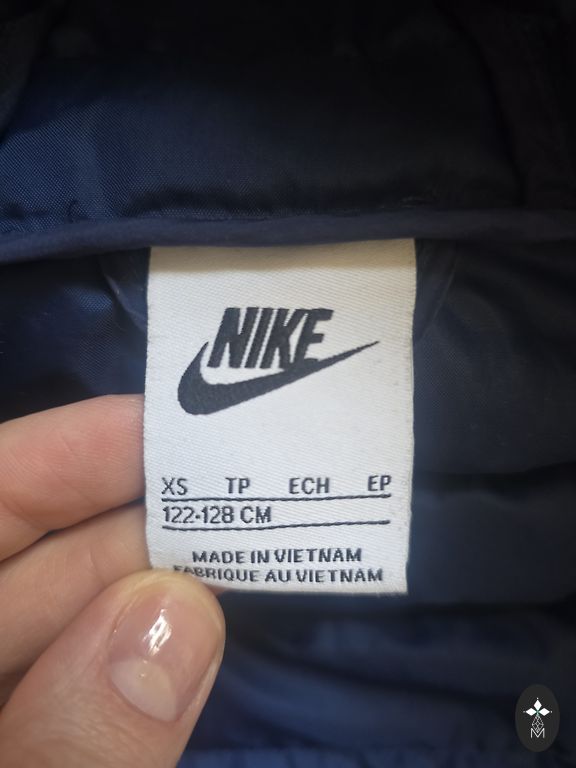 NIKE
XS TP ECH EP
122-128 CM
MADE IN VIETNAM
FABRIQUE AU VIETNAM
M